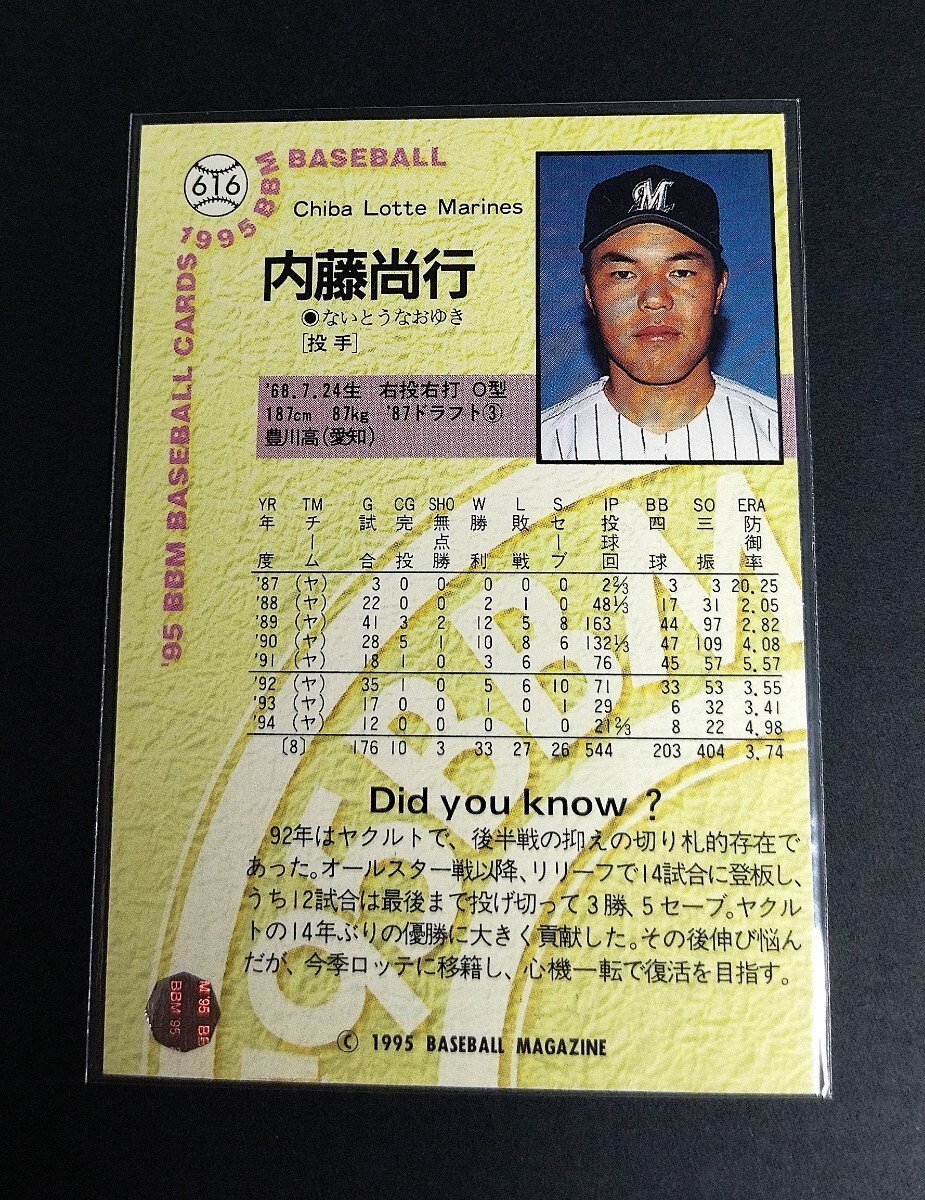 616
'95 BBM BASEBALL CARDS 1995 BBM BASEBALL
Chiba Lotte Marines
M
内藤尚行
●ないとうなおゆき
[投手]
'68.7.24生 右投右打 O型
187cm 87kg '87ドラフト③
豊川高(愛知)
YR TM G CG SHO W L S IP BB SO ERA
年度 チーム 試合 完投 無点勝 勝利 敗戦 セーブ 投球回 四球 三振 防御率
'87 (ヤ) 3 0 0 0 0 0 2⅔ 3 3 20.25
'88 (ヤ) 22 0 0 2 1 0 48⅓ 17 31 2.05
'89 (ヤ) 41 3 2 12 5 8 163 44 97 2.82
'90 (ヤ) 28 5 1 10 8 6 132⅓ 47 109 4.08
'91 (ヤ) 18 1 0 3 6 1 76 45 57 5.57
'92 (ヤ) 35 1 0 5 6 10 71 33 53 3.55
'93 (ヤ) 17 0 0 1 0 1 29 6 32 3.41
'94 (ヤ) 12 0 0 0 1 0 21⅔ 8 22 4.98
〔8〕 176 10 3 33 27 26 544 203 404 3.74
Did you know ?
92年はヤクルトで、後半戦の抑えの切り札的存在で
あった。オールスター戦以降、リリーフで14試合に登板し、
うち12試合は最後まで投げ切って3勝、5セーブ。ヤクル
トの14年ぶりの優勝に大きく貢献した。その後伸び悩ん
だが、今季ロッテに移籍し、心機一転で復活を目指す。
© 1995 BASEBALL MAGAZINE
M '95 BB
BBM '95
'95 BBM